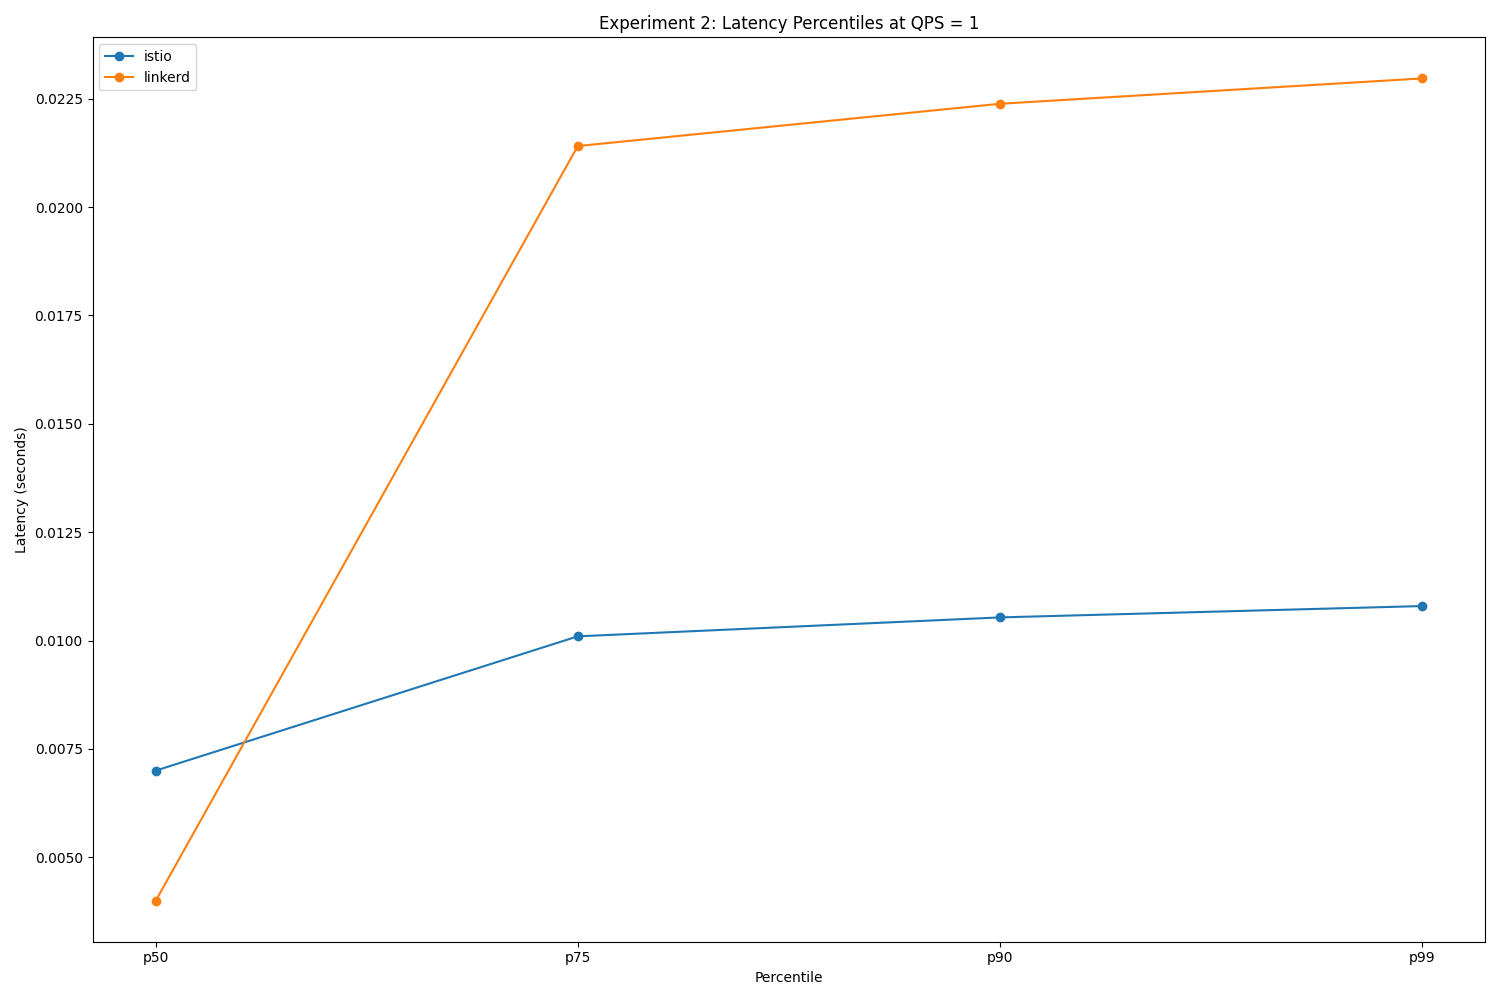 Experiment 2: Latency Percentiles at QPS = 1
istio
linkerd
Latency (seconds)
0.0225
0.0200
0.0175
0.0150
0.0125
0.0100
0.0075
0.0050
p50
p75
p90
p99
Percentile